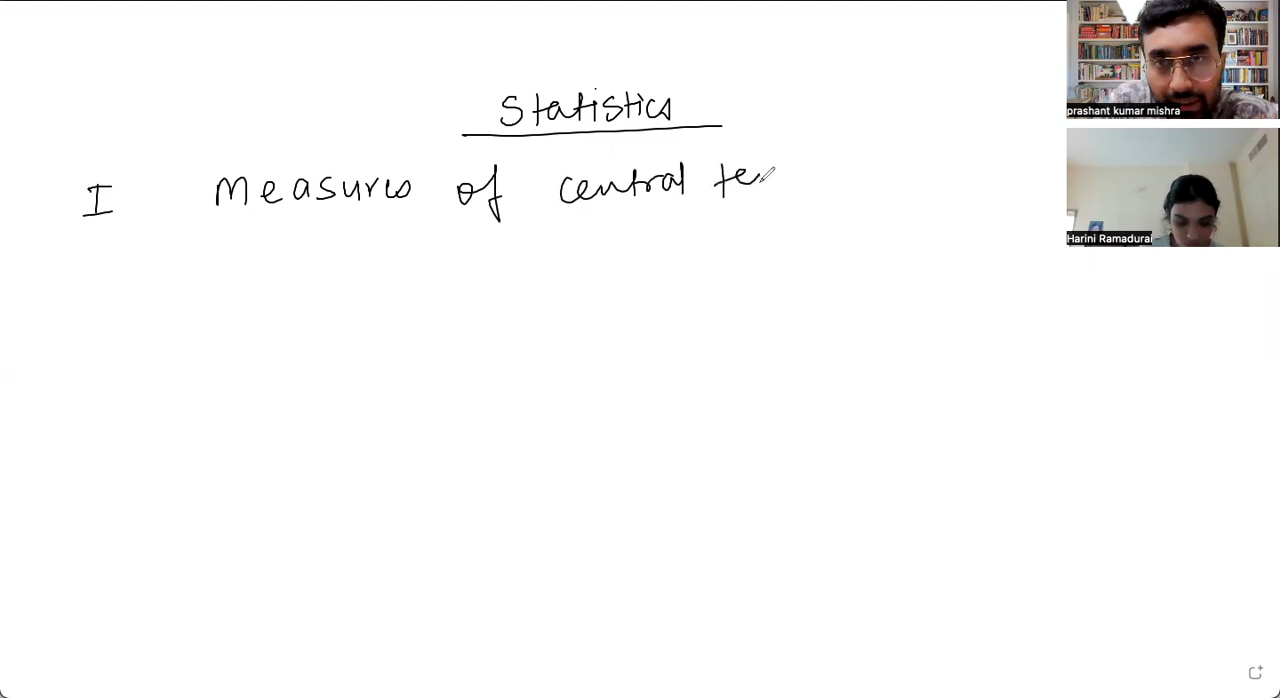 Statistics
I Measures of central te
prashant kumar mishra
Harini Ramadurai